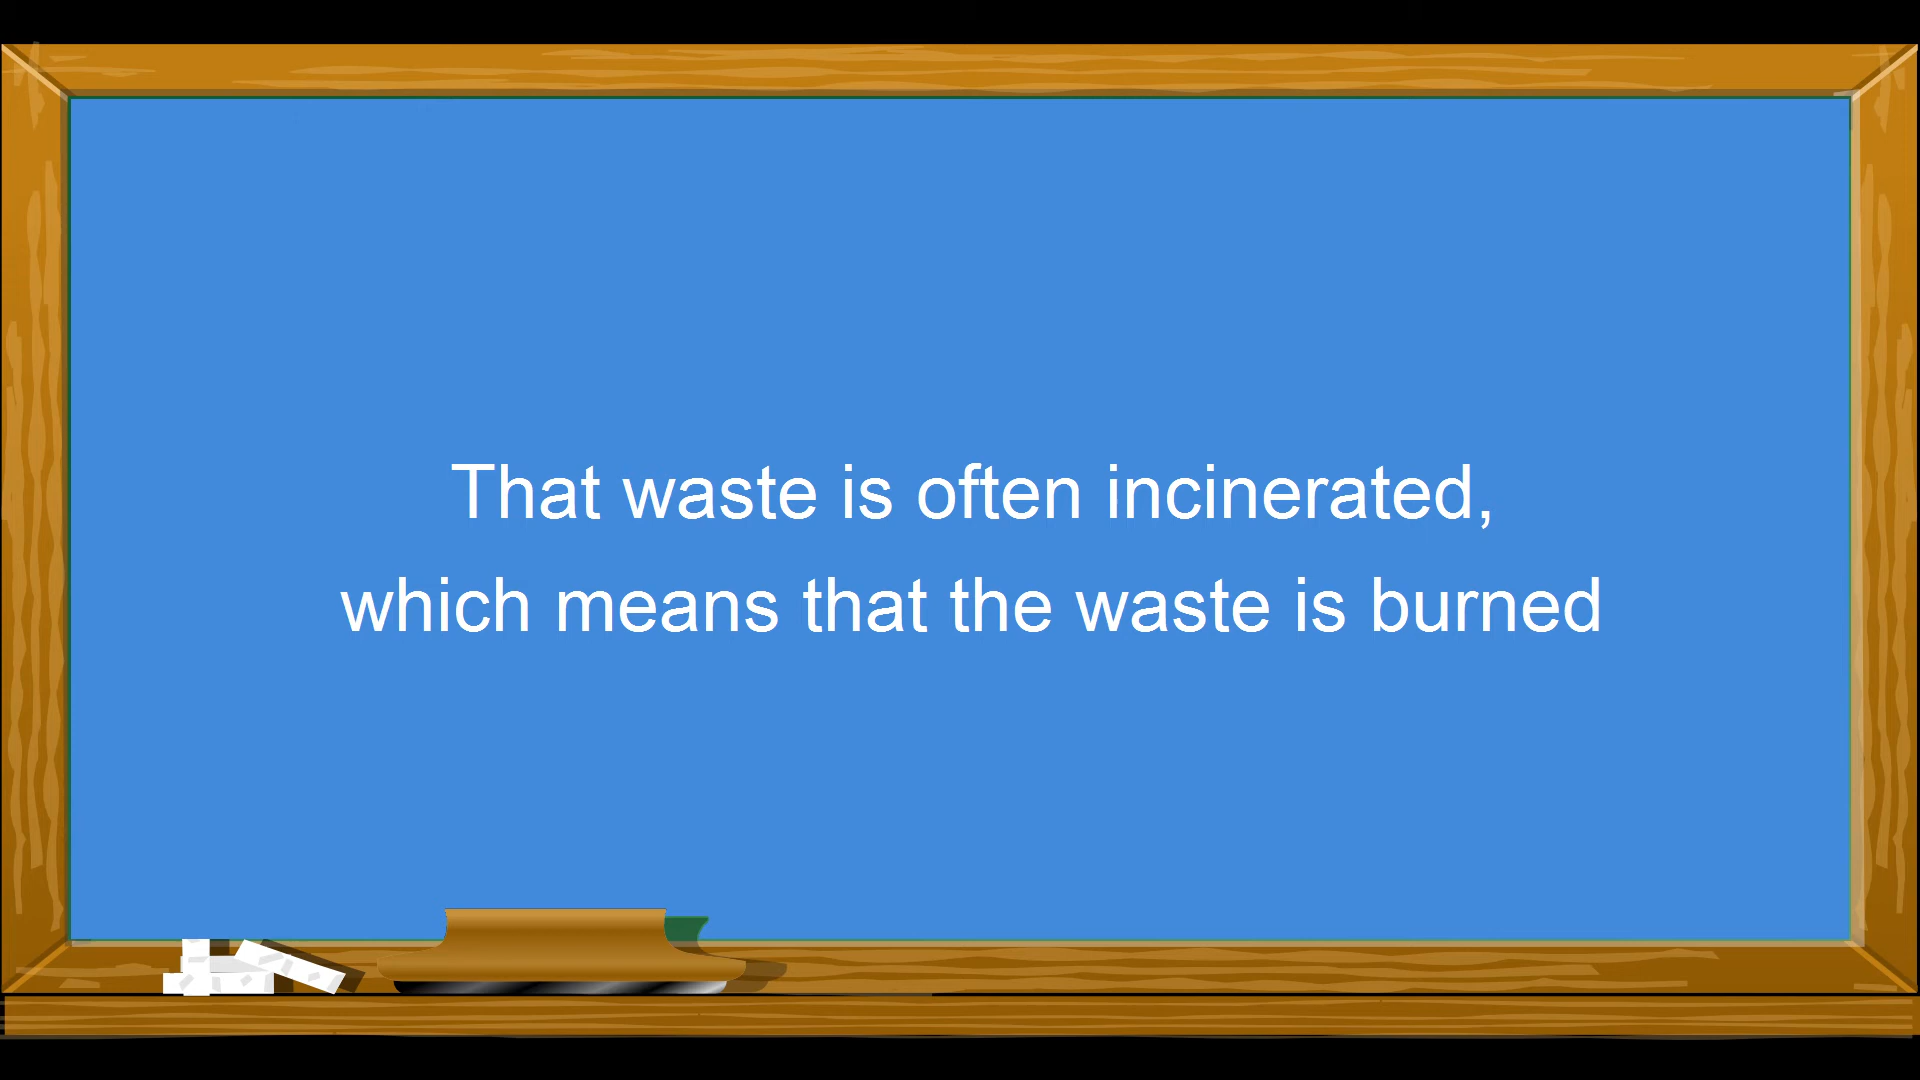 That waste is often incinerated,
which means that the waste is burned